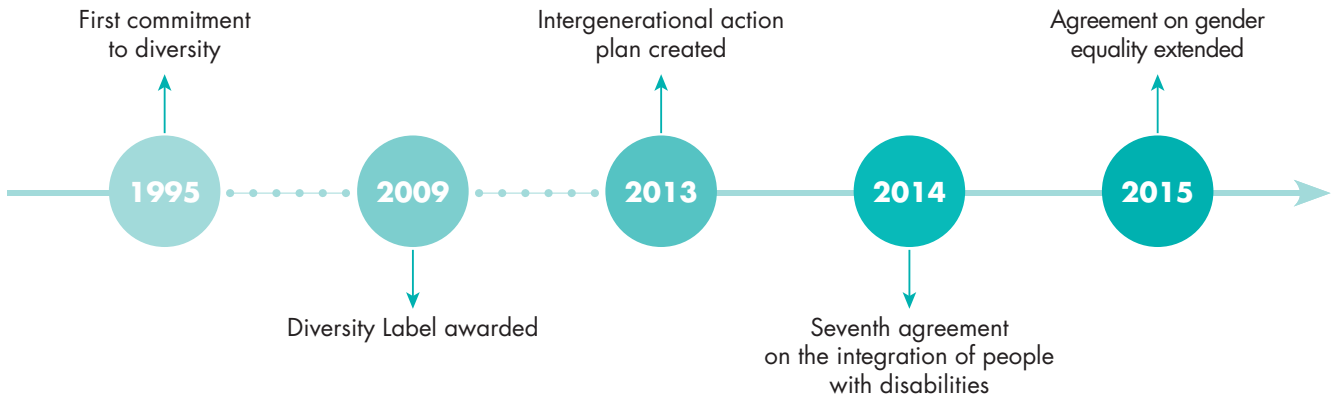 First commitment
to diversity
Intergenerational action
plan created
Agreement on gender
equality extended
1995
2009
2013
2014
2015
Diversity Label awarded
Seventh agreement
on the integration of people
with disabilities